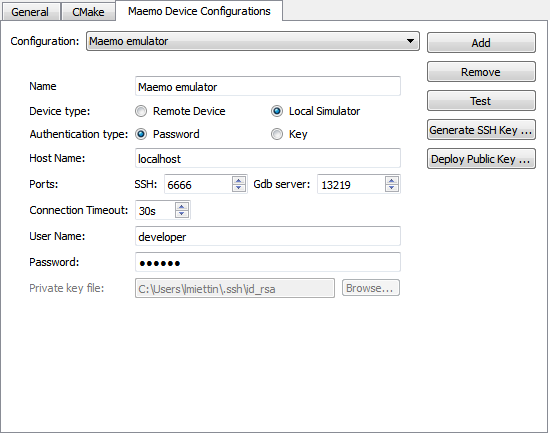 General CMake Maemo Device Configurations
Configuration: Maemo emulator Add
Remove
Name Maemo emulator
Test
Device type: Remote Device Local Simulator
Authentication type: Password Key Generate SSH Key ...
Host Name: localhost Deploy Public Key ...
Ports: SSH: 6666 Gdb server: 13219
Connection Timeout: 30s
User Name: developer
Password: ●●●●●●
Private key file: C:\Users\lmiettin\.ssh\id_rsa Browse...